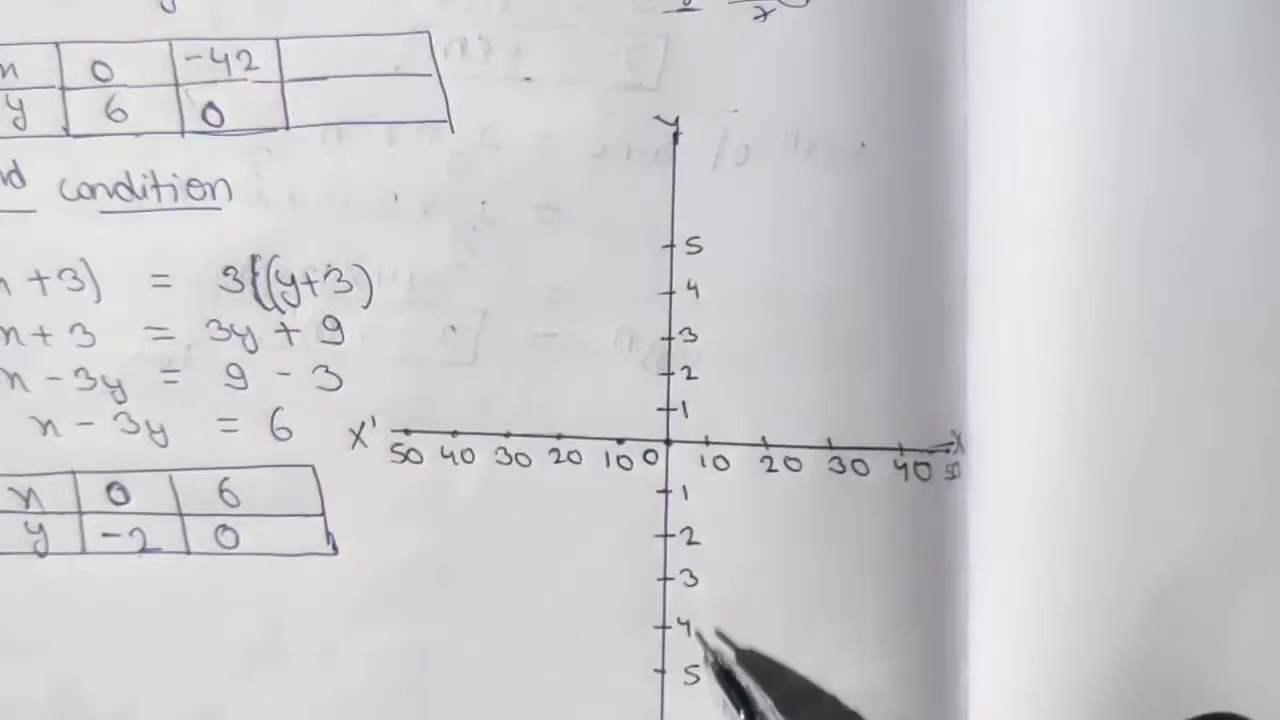 n 0 -42
y 6 0
condition
n + 3) = 3{(y+3)
n + 3 = 3y + 9
n - 3y = 9 - 3
n - 3y = 6
n 0 6
y -2 0
Y
5
4
3
2
1
X' 50 40 30 20 10 0 10 20 30 40 50 X
1
2
3
4
5